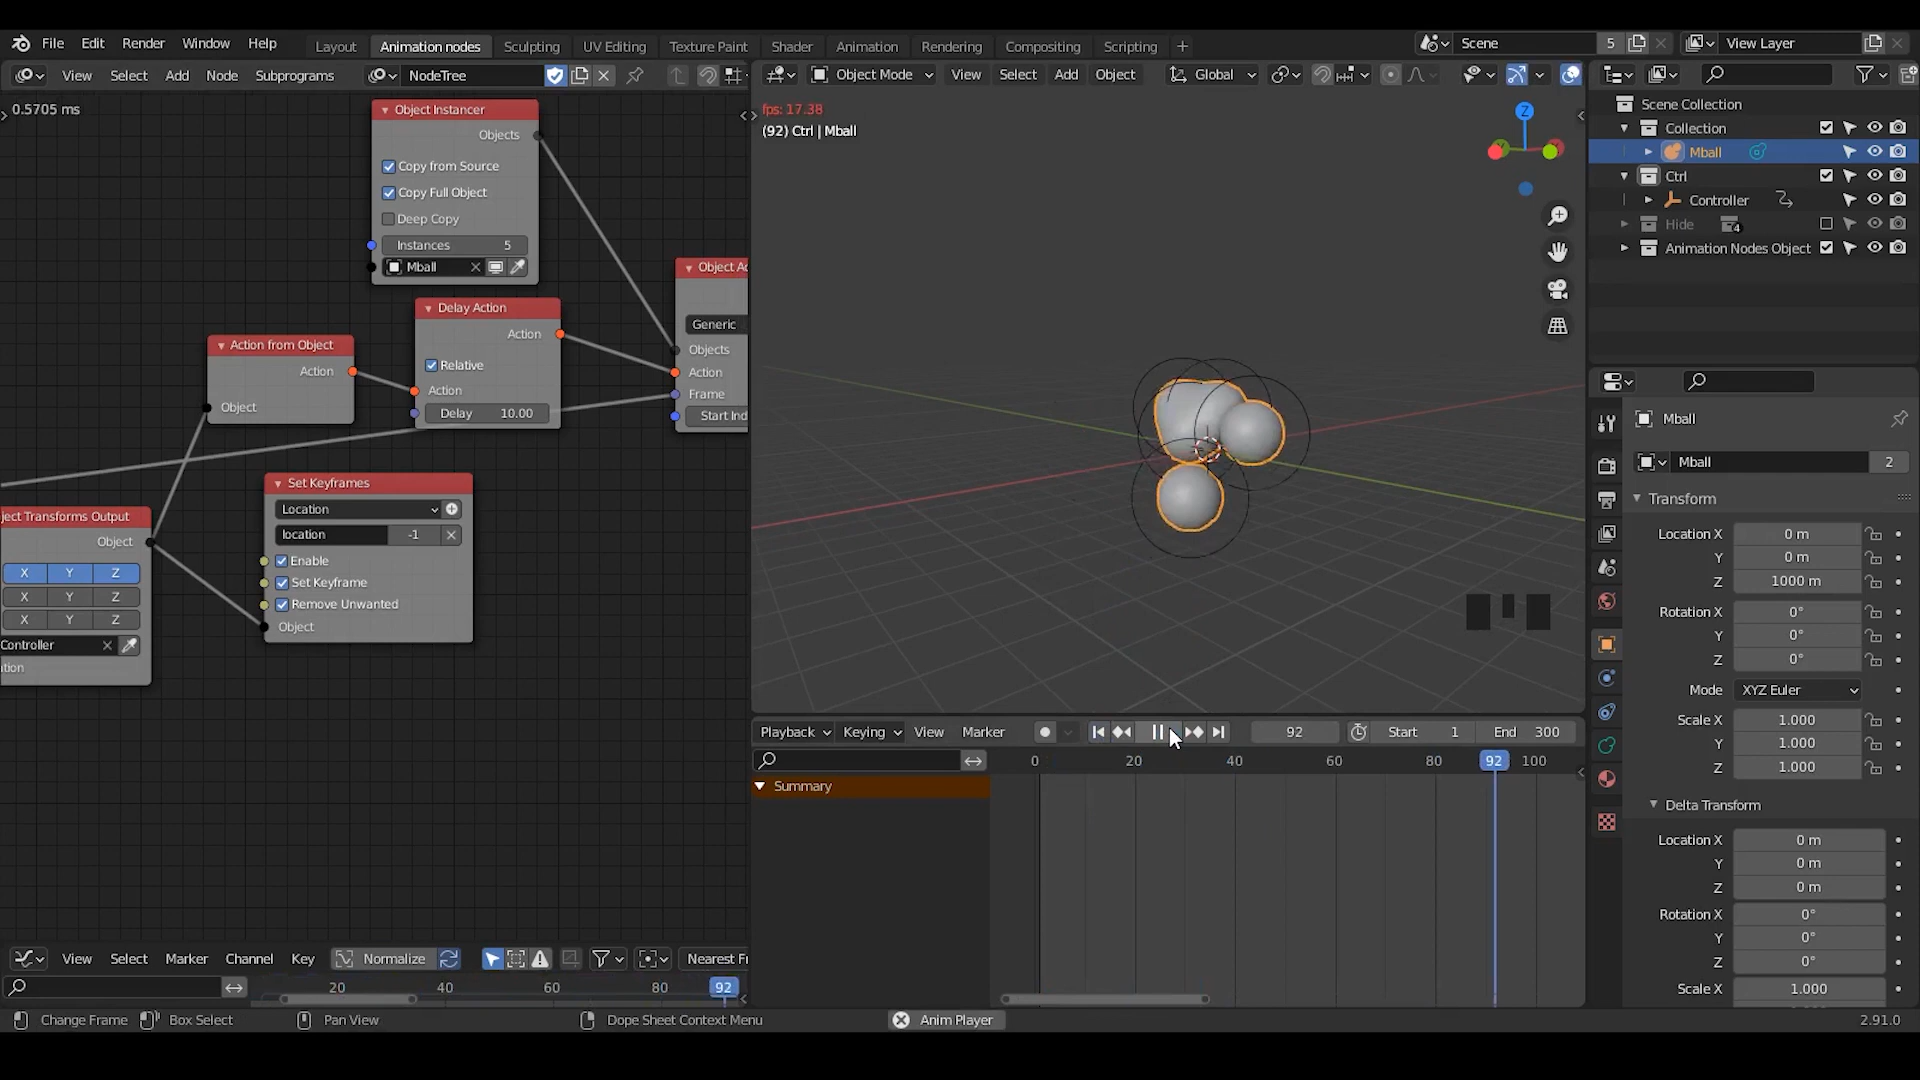 File Edit Render Window Help Layout Animation nodes Sculpting UV Editing Texture Paint Shader Animation Rendering Compositing Scripting + Scene 5 View Layer
View Select Add Node Subprograms NodeTree Object Mode View Select Add Object Global
0.5705 ms
Object Instancer
Objects
Copy from Source
Copy Full Object
Deep Copy
Instances 5
Mball
Delay Action
Action
Relative
Action
Delay 10.00
Action from Object
Action
Object
Object Ac
Generic
Objects
Action
Frame
Start Ind
ject Transforms Output
Object
X Y Z
X Y Z
X Y Z
Controller
tion
Set Keyframes
Location
location -1
Enable
Set Keyframe
Remove Unwanted
Object
fps: 17.38
(92) Ctrl | Mball
Z
Scene Collection
Collection
Mball
Ctrl
Controller
Hide 4
Animation Nodes Object
Mball
Mball 2
Transform
Location X 0 m
Y 0 m
Z 1000 m
Rotation X 0°
Y 0°
Z 0°
Mode XYZ Euler
Scale X 1.000
Y 1.000
Z 1.000
Delta Transform
Location X 0 m
Y 0 m
Z 0 m
Rotation X 0°
Y 0°
Z 0°
Scale X 1.000
Playback Keying View Marker 92 Start 1 End 300
0 20 40 60 80 92 100
Summary
View Select Marker Channel Key Normalize Nearest Fr
20 40 60 80 92
Change Frame Box Select Pan View Dope Sheet Context Menu Anim Player 2.91.0